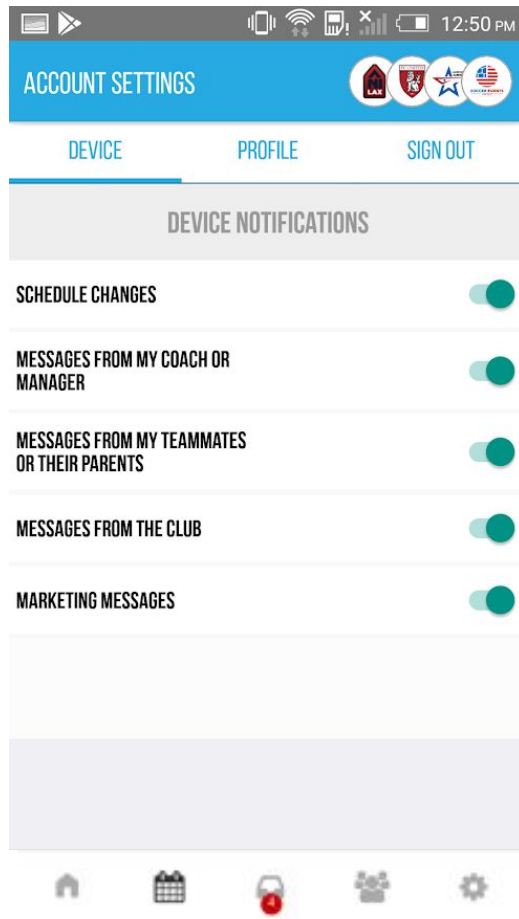 12:50 PM
ACCOUNT SETTINGS
LAX
DEVICE
PROFILE
SIGN OUT
DEVICE NOTIFICATIONS
SCHEDULE CHANGES
MESSAGES FROM MY COACH OR
MANAGER
MESSAGES FROM MY TEAMMATES
OR THEIR PARENTS
MESSAGES FROM THE CLUB
MARKETING MESSAGES
4